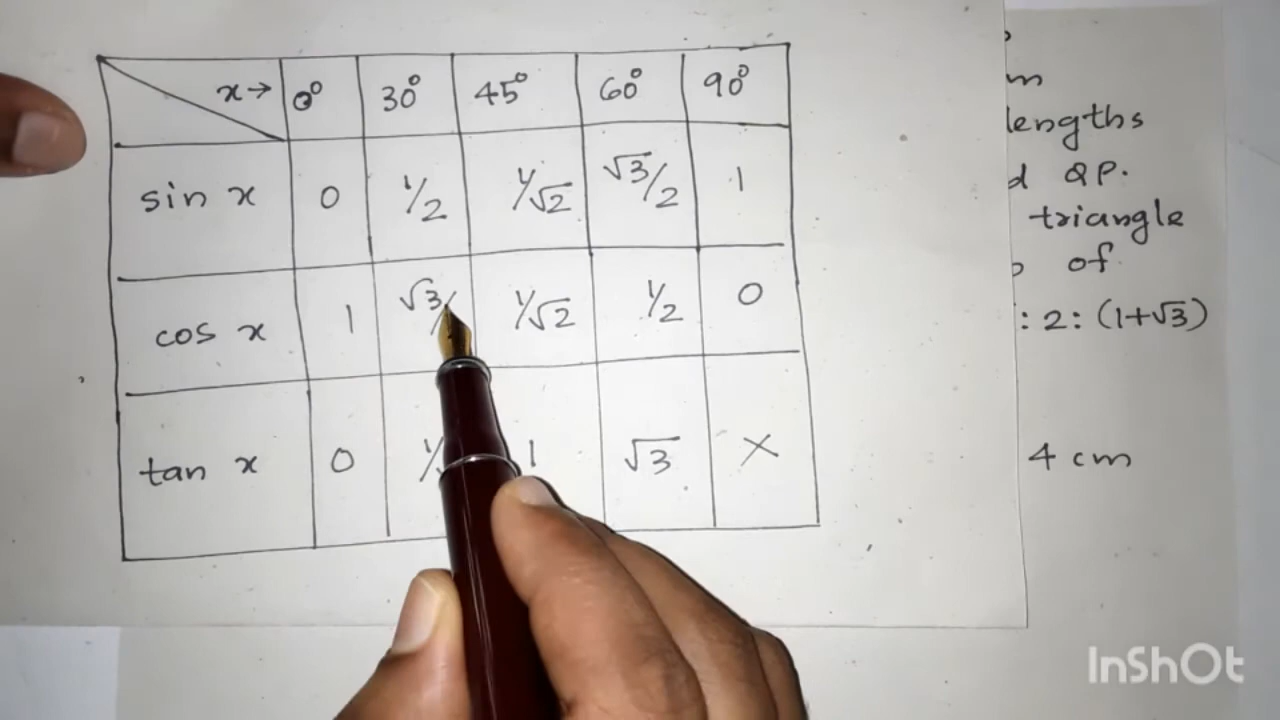 x→ 0° 30° 45° 60° 90°
sin x 0 1/2 1/√2 √3/2 1
cos x 1 √3/ 1/√2 1/2 0
tan x 0 1/ 1 √3 X
lengths
QP.
triangle
of
: 2 : (1+√3)
4 cm
InShOt